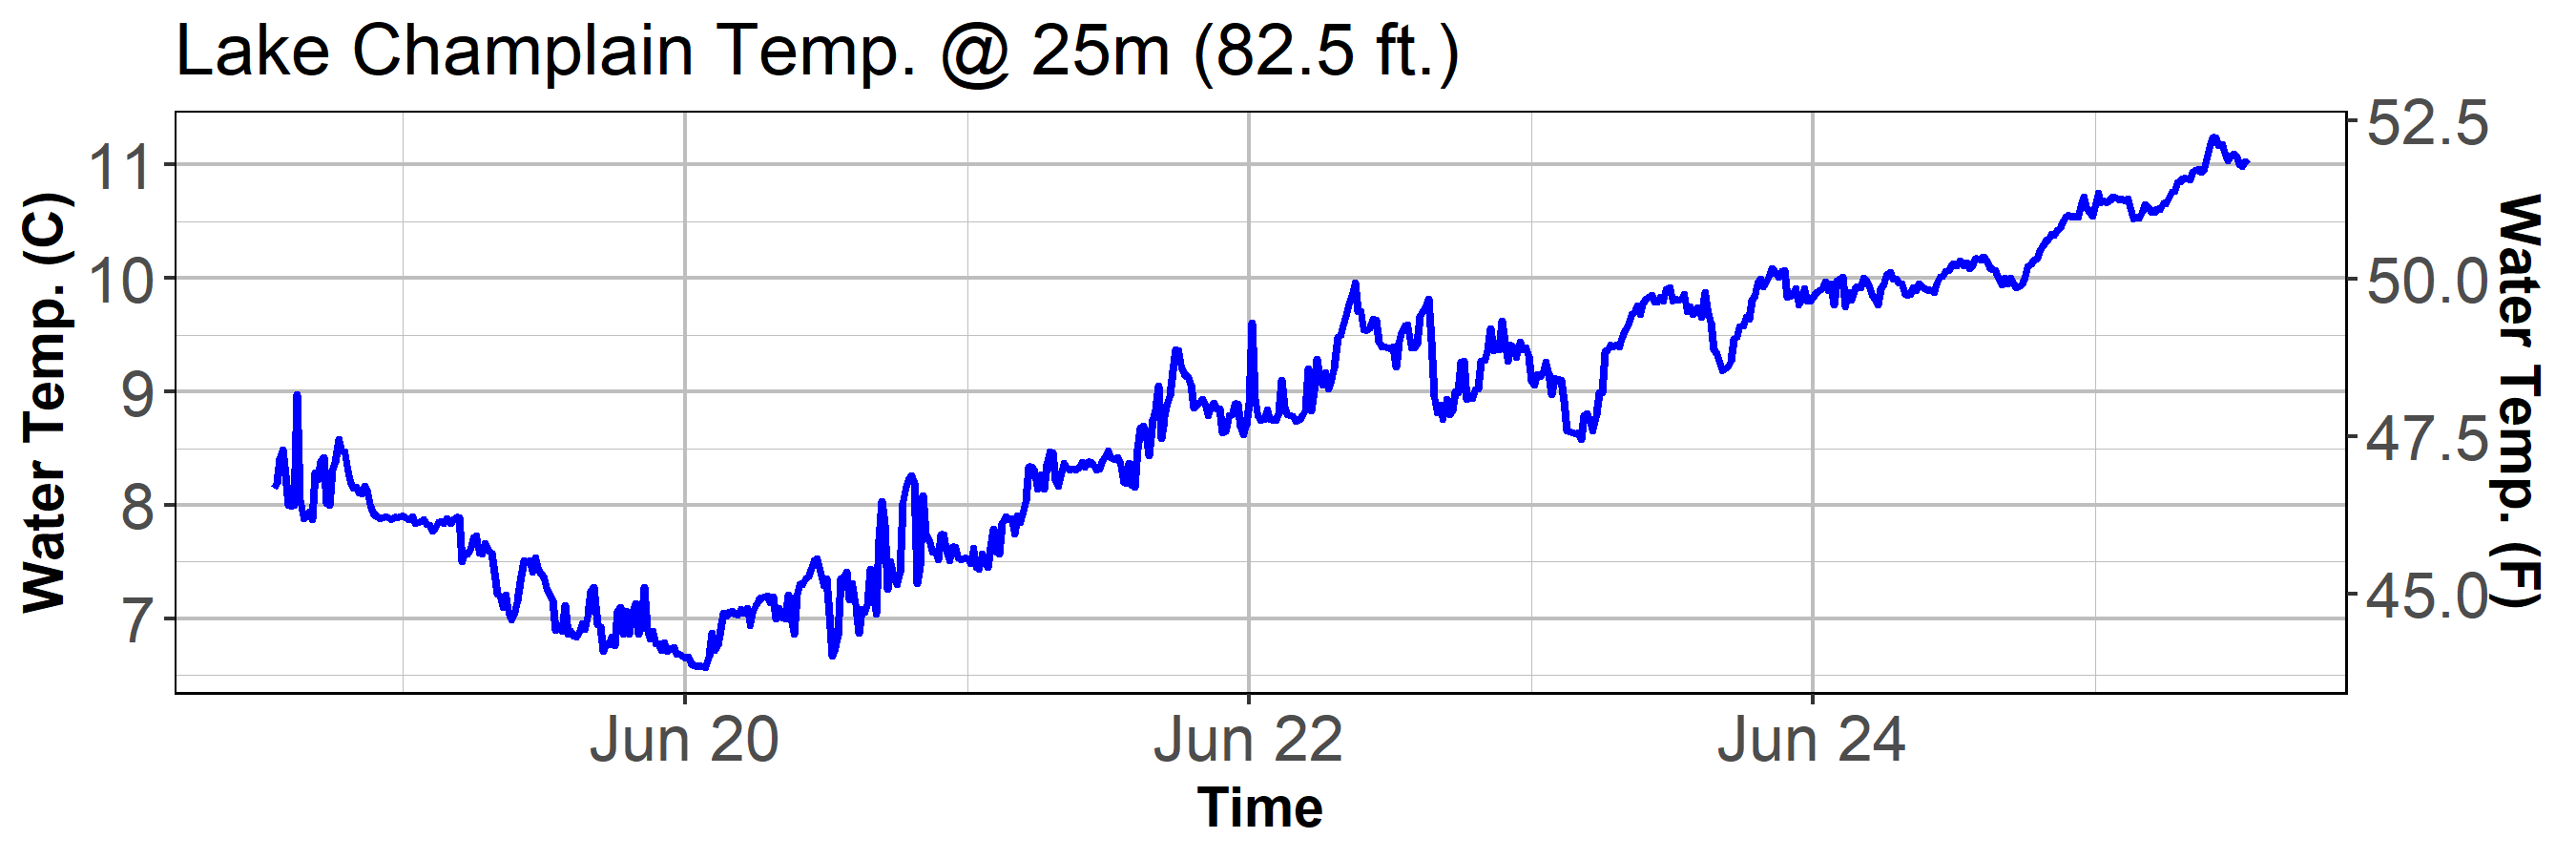 Lake Champlain Temp. @ 25m (82.5 ft.)
Water Temp. (C)
11
10
9
8
7
52.5
50.0
47.5
45.0
Water Temp. (F)
Jun 20
Jun 22
Jun 24
Time